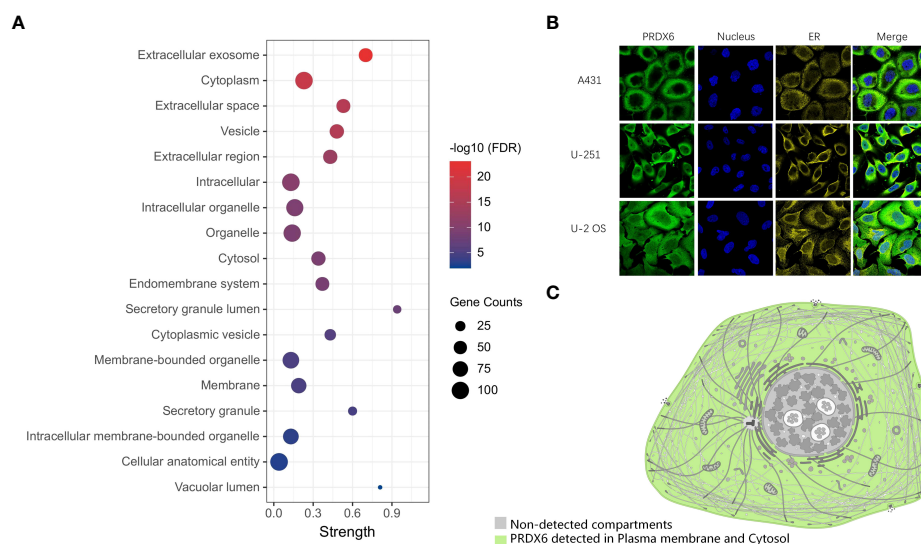 A
Extracellular exosome
Cytoplasm
Extracellular space
Vesicle
Extracellular region
Intracellular
Intracellular organelle
Organelle
Cytosol
Endomembrane system
Secretory granule lumen
Cytoplasmic vesicle
Membrane-bounded organelle
Membrane
Secretory granule
Intracellular membrane-bounded organelle
Cellular anatomical entity
Vacuolar lumen
0.0 0.3 0.6 0.9
Strength
-log10 (FDR)
20
15
10
5
Gene Counts
25
50
75
100
B
PRDX6 Nucleus ER Merge
A431
U-251
U-2 OS
C
Non-detected compartments
PRDX6 detected in Plasma membrane and Cytosol